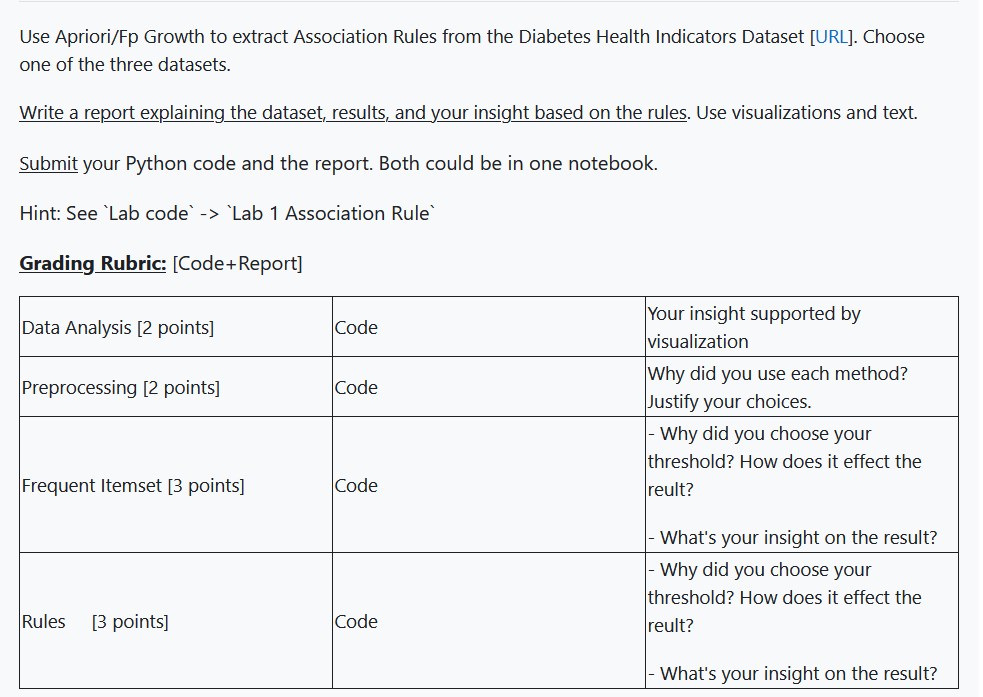 Use Apriori/Fp Growth to extract Association Rules from the Diabetes Health Indicators Dataset [URL]. Choose
one of the three datasets.
Write a report explaining the dataset, results, and your insight based on the rules. Use visualizations and text.
Submit your Python code and the report. Both could be in one notebook.
Hint: See `Lab code` -> `Lab 1 Association Rule`
Grading Rubric: [Code+Report]
Data Analysis [2 points]
Code
Your insight supported by
visualization
Preprocessing [2 points]
Code
Why did you use each method?
Justify your choices.
Frequent Itemset [3 points]
Code
- Why did you choose your
threshold? How does it effect the
reult?
- What's your insight on the result?
Rules [3 points]
Code
- Why did you choose your
threshold? How does it effect the
reult?
- What's your insight on the result?